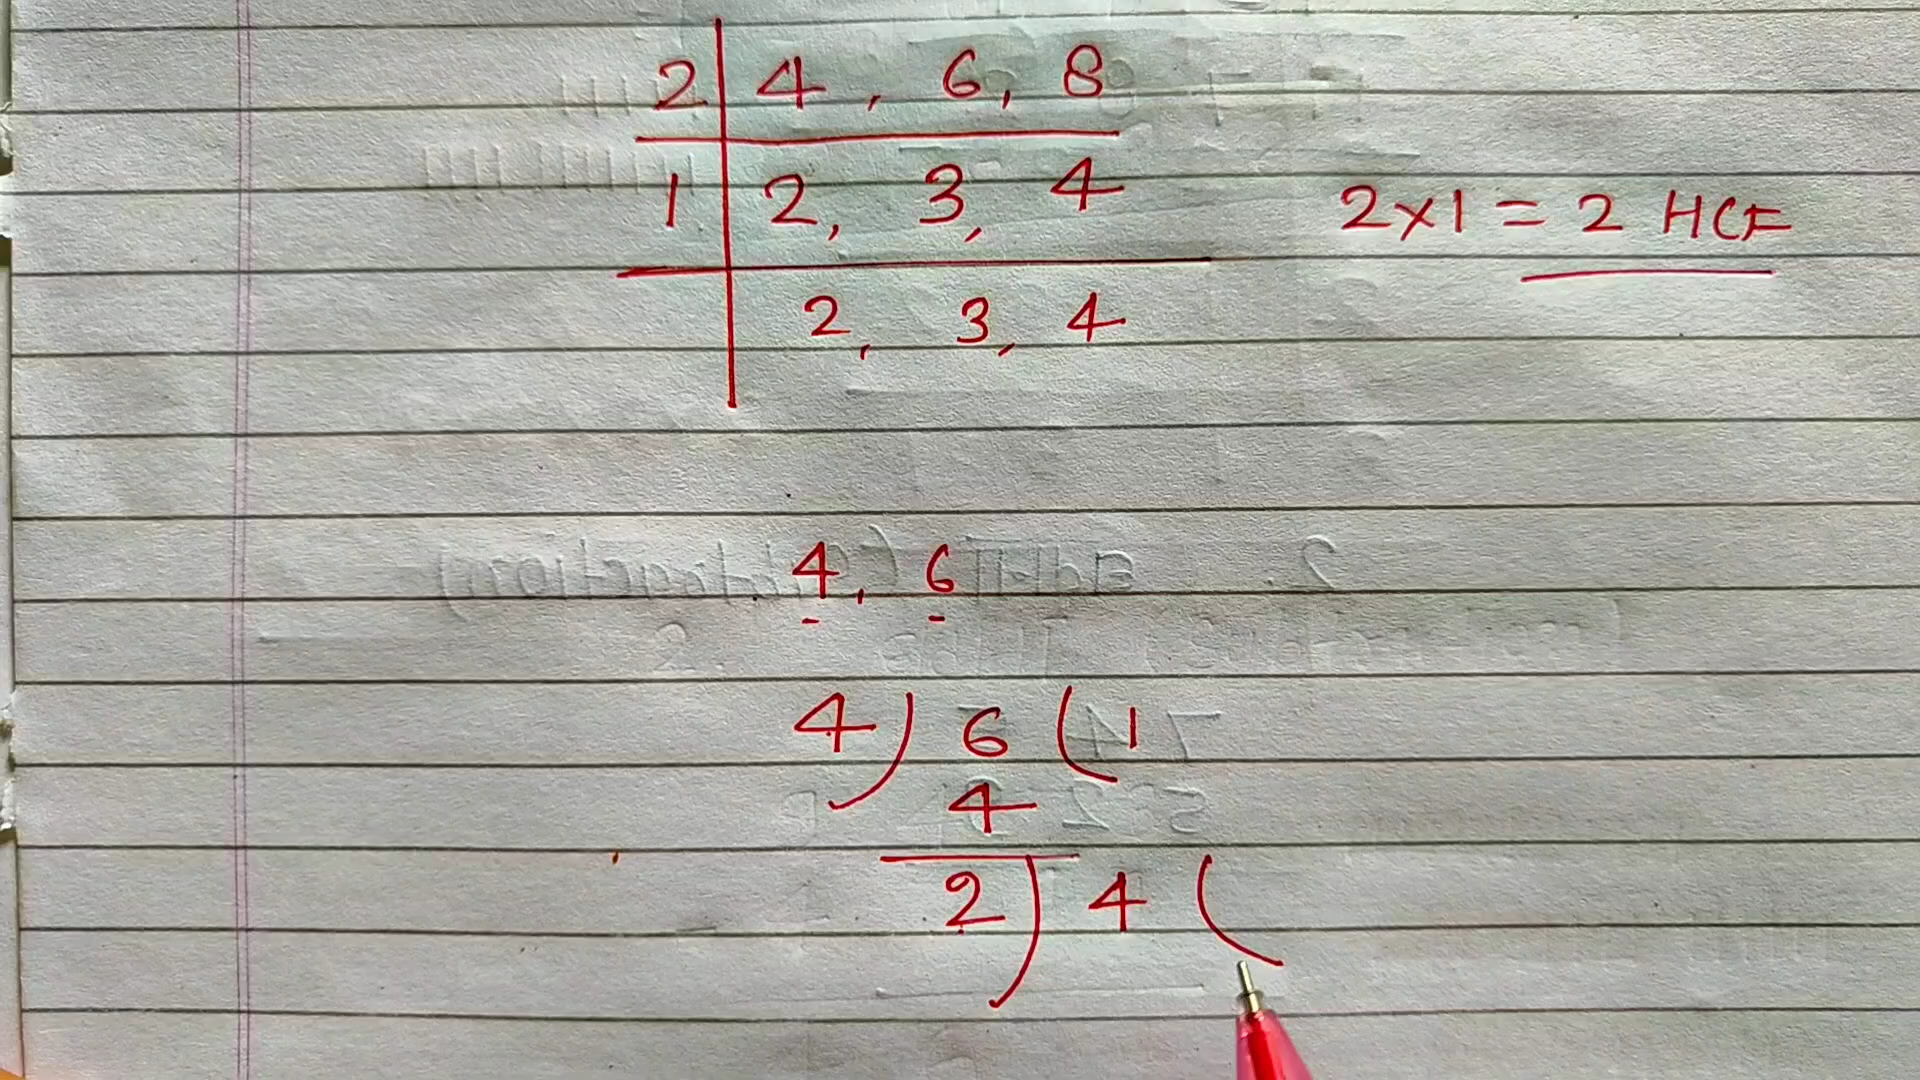 2 | 4, 6, 8
1 | 2, 3, 4
2 x 1 = 2 HCF
2, 3, 4
4, 6
4 ) 6 ( 1
4
2 ) 4 (